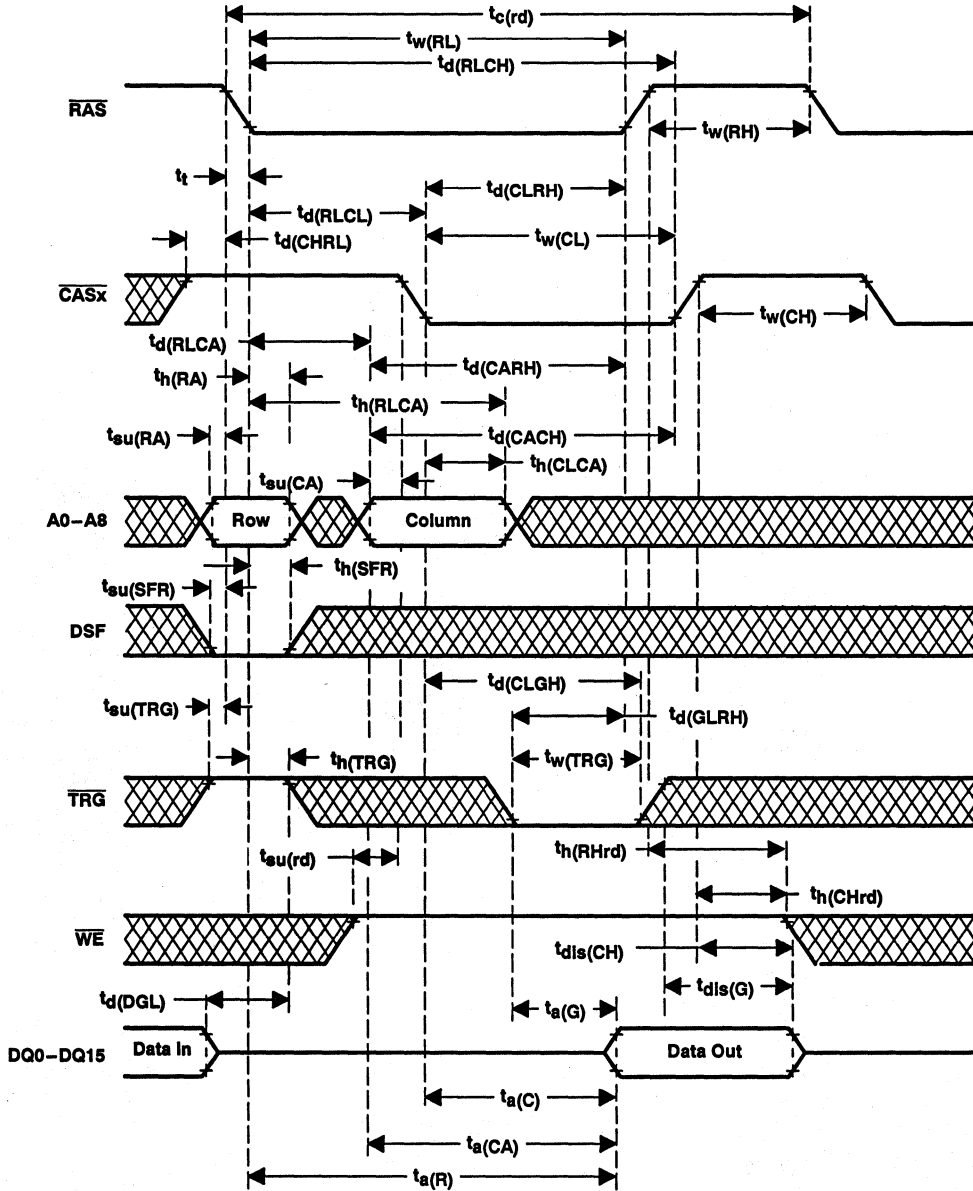 tc(rd)
tw(RL)
td(RLCH)
RAS
tw(RH)
tt
td(CLRH)
td(RLCL)
td(CHRL)
tw(CL)
CASx
tw(CH)
td(RLCA)
td(CARH)
th(RA)
th(RLCA)
tsu(RA)
td(CACH)
th(CLCA)
tsu(CA)
A0–A8
Row
Column
th(SFR)
tsu(SFR)
DSF
td(CLGH)
tsu(TRG)
td(GLRH)
th(TRG)
tw(TRG)
TRG
tsu(rd)
th(RHrd)
th(CHrd)
WE
tdis(CH)
tdis(G)
td(DGL)
ta(G)
DQ0–DQ15
Data In
Data Out
ta(C)
ta(CA)
ta(R)